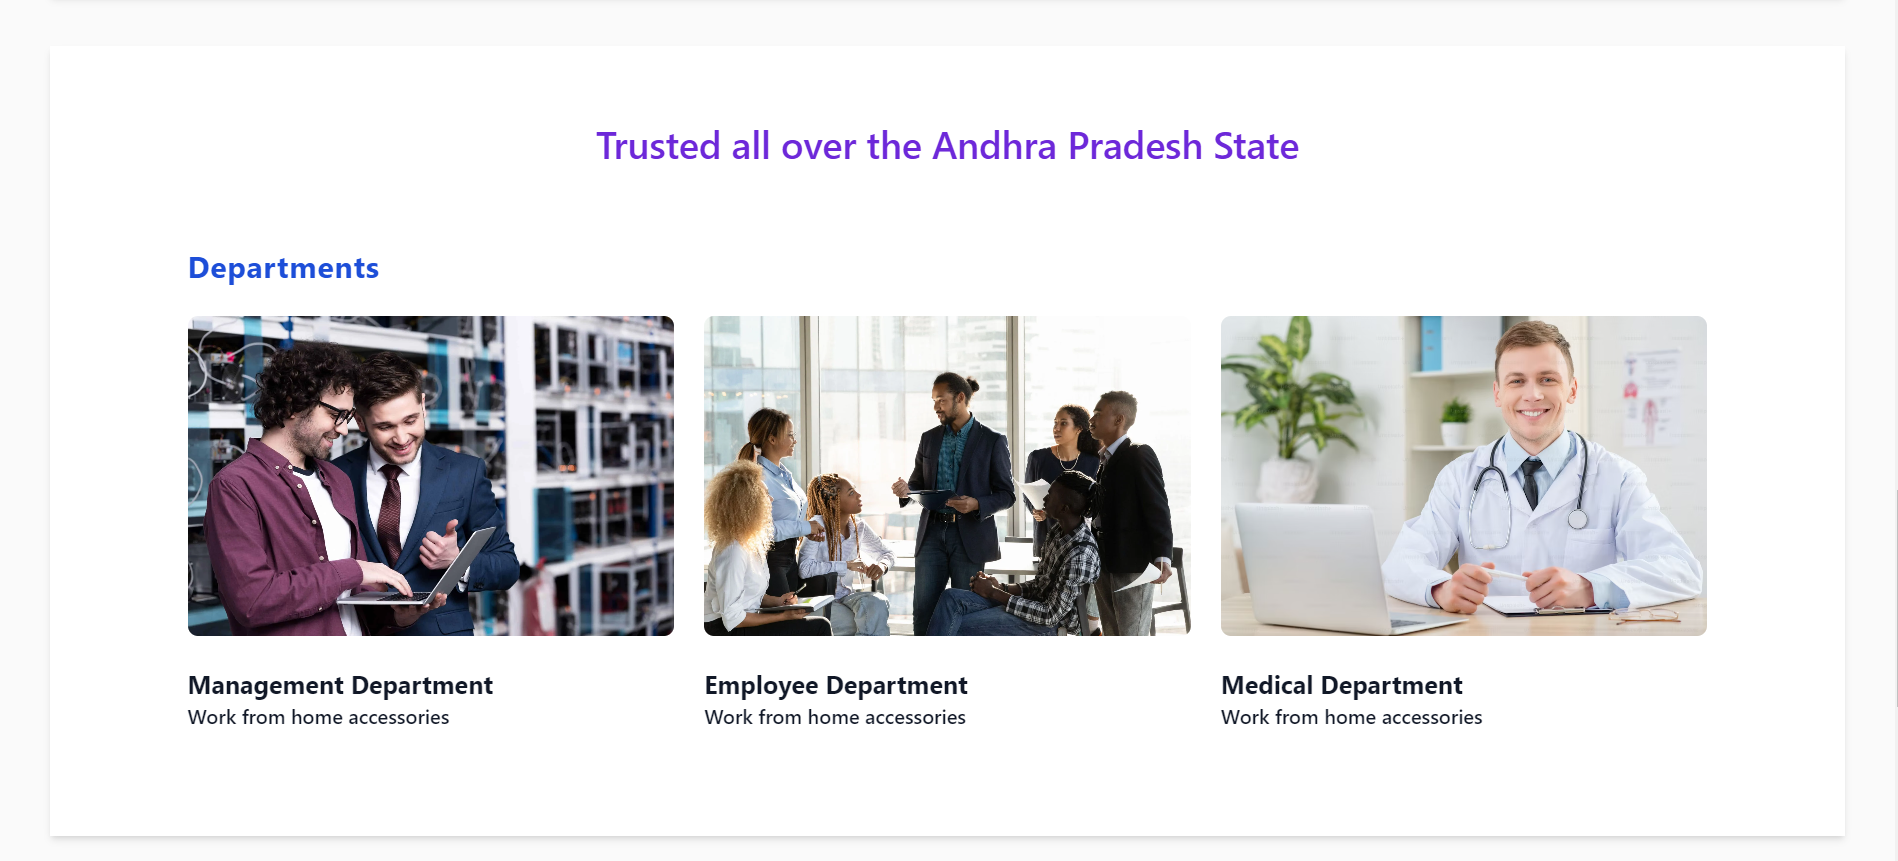 Trusted all over the Andhra Pradesh State
Departments
Management Department
Work from home accessories
Employee Department
Work from home accessories
Medical Department
Work from home accessories